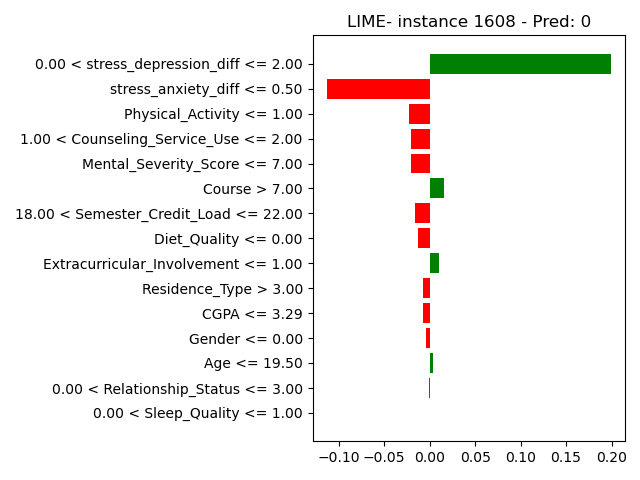 LIME- instance 1608 - Pred: 0
0.00 < stress_depression_diff <= 2.00
stress_anxiety_diff <= 0.50
Physical_Activity <= 1.00
1.00 < Counseling_Service_Use <= 2.00
Mental_Severity_Score <= 7.00
Course > 7.00
18.00 < Semester_Credit_Load <= 22.00
Diet_Quality <= 0.00
Extracurricular_Involvement <= 1.00
Residence_Type > 3.00
CGPA <= 3.29
Gender <= 0.00
Age <= 19.50
0.00 < Relationship_Status <= 3.00
0.00 < Sleep_Quality <= 1.00
−0.10 −0.05 0.00 0.05 0.10 0.15 0.20